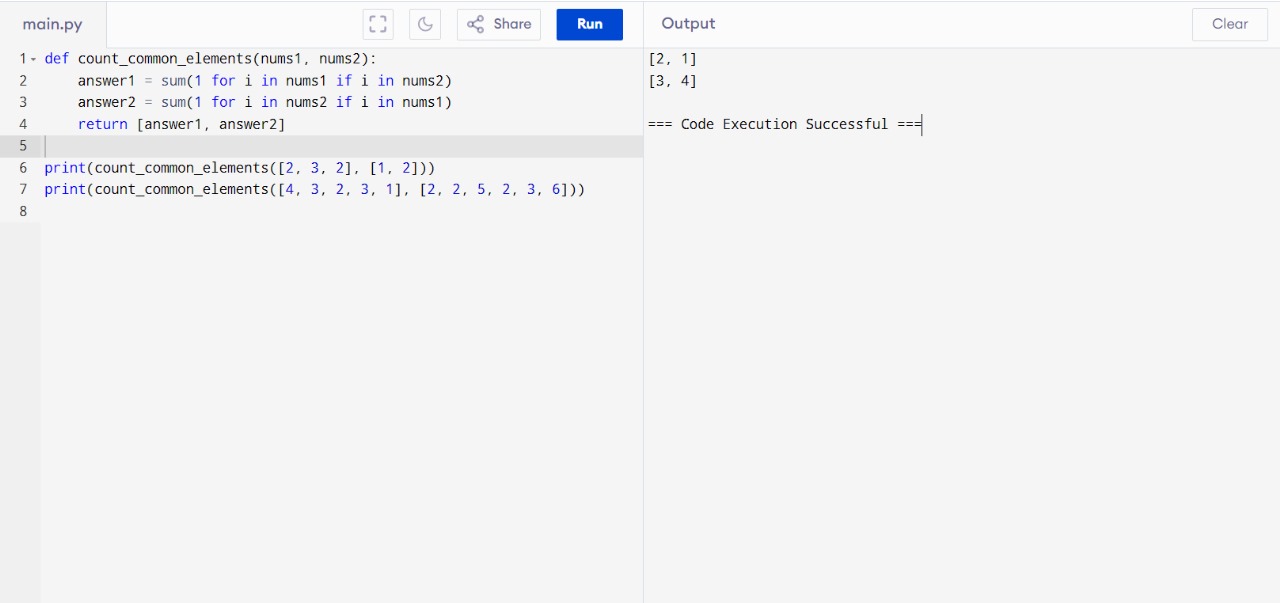 main.py
Share
Run
Output
Clear
1 def count_common_elements(nums1, nums2):
2     answer1 = sum(1 for i in nums1 if i in nums2)
3     answer2 = sum(1 for i in nums2 if i in nums1)
4     return [answer1, answer2]
5
6 print(count_common_elements([2, 3, 2], [1, 2]))
7 print(count_common_elements([4, 3, 2, 3, 1], [2, 2, 5, 2, 3, 6]))
8
[2, 1]
[3, 4]
=== Code Execution Successful ===